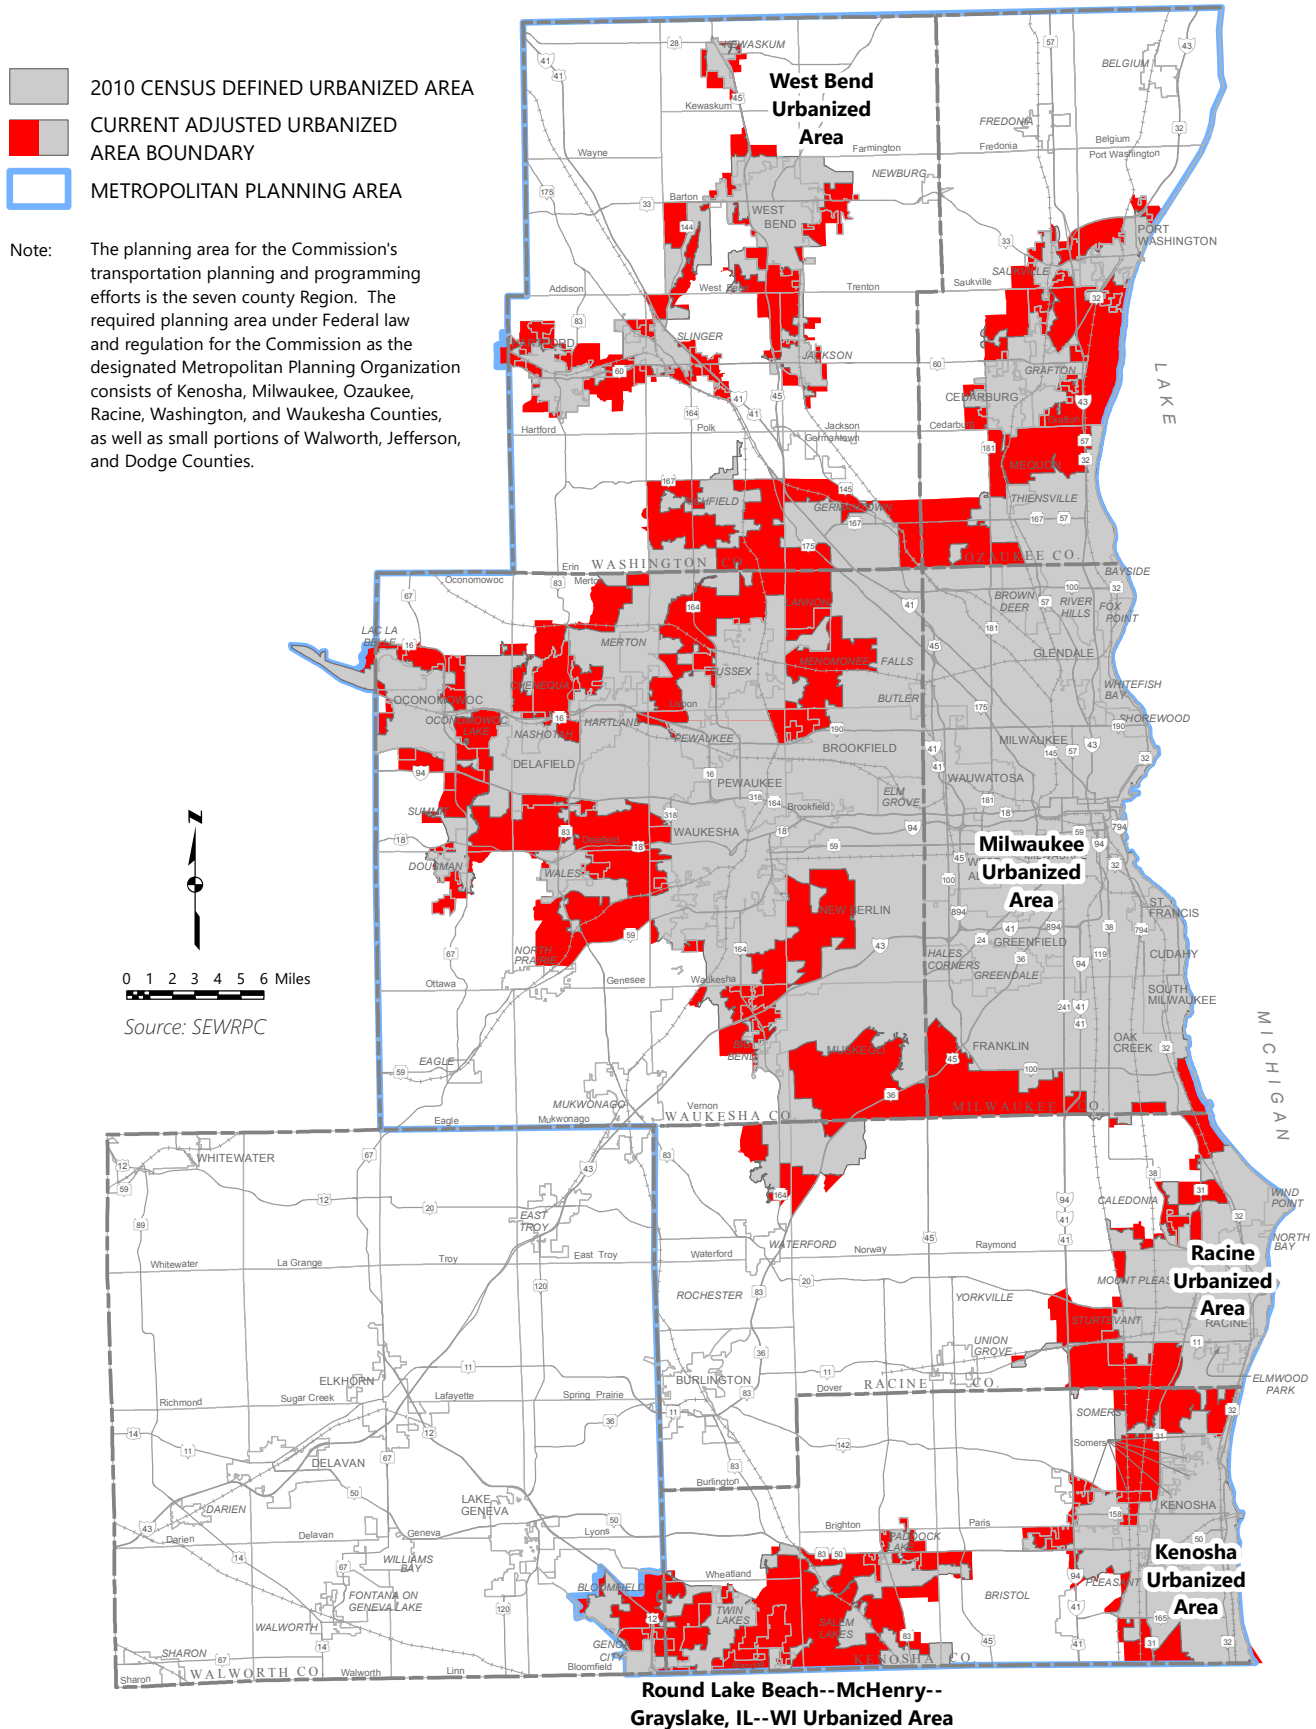 2010 CENSUS DEFINED URBANIZED AREA
CURRENT ADJUSTED URBANIZED
AREA BOUNDARY
METROPOLITAN PLANNING AREA
Note:
The planning area for the Commission's
transportation planning and programming
efforts is the seven county Region. The
required planning area under Federal law
and regulation for the Commission as the
designated Metropolitan Planning Organization
consists of Kenosha, Milwaukee, Ozaukee,
Racine, Washington, and Waukesha Counties,
as well as small portions of Walworth, Jefferson,
and Dodge Counties.
West Bend
Urbanized
Area
KEWASKUM
Kewaskum
Wayne
Farmington
Barton
WEST
BEND
NEWBURG
BELGIUM
FREDONIA
Fredonia
Belgium
Port Washington
PORT
WASHINGTON
SAUKVILLE
Saukville
Addison
West Bend
Trenton
SLINGER
JACKSON
Hartford
Polk
Jackson
Germantown
GRAFTON
CEDARBURG
Cedarburg
Grafton
MEQUON
THIENSVILLE
RICHFIELD
GERMANTOWN
Erin
WASHINGTON CO.
OZAUKEE CO.
LAKE
MICHIGAN
Oconomowoc
Merton
LAC LA
BELLE
MERTON
LANNON
SUSSEX
MENOMONEE FALLS
BUTLER
BROWN
DEER
RIVER
HILLS
BAYSIDE
FOX
POINT
GLENDALE
WHITEFISH
BAY
SHOREWOOD
MILWAUKEE
WAUWATOSA
CHENEQUA
OCONOMOWOC
OCONOMOWOC
LAKE
NASHOTAH
HARTLAND
Lisbon
PEWAUKEE
DELAFIELD
PEWAUKEE
BROOKFIELD
Brookfield
ELM
GROVE
SUMMIT
WAUKESHA
Delafield
DOUSMAN
WALES
NEW BERLIN
Milwaukee
Urbanized
Area
ST.
FRANCIS
GREENFIELD
HALES
CORNERS
GREENDALE
CUDAHY
SOUTH
MILWAUKEE
OAK
CREEK
FRANKLIN
NORTH
PRAIRIE
Ottawa
Genesee
Waukesha
BIG
BEND
MUSKEGO
EAGLE
MUKWONAGO
Eagle
Mukwonago
Vernon
WAUKESHA CO.
MILWAUKEE CO.
0 1 2 3 4 5 6 Miles
Source: SEWRPC
WHITEWATER
EAST
TROY
East Troy
Whitewater
La Grange
Troy
WATERFORD
Waterford
Norway
Raymond
CALEDONIA
WIND
POINT
NORTH
BAY
Racine
Urbanized
Area
RACINE
ROCHESTER
YORKVILLE
STURTEVANT
UNION
GROVE
ELKHORN
BURLINGTON
Richmond
Sugar Creek
Lafayette
Spring Prairie
Dover
RACINE CO.
ELMWOOD
PARK
SOMERS
Somers
DELAVAN
LAKE
GENEVA
Burlington
DARIEN
Darien
Delavan
Geneva
Lyons
Brighton
Paris
KENOSHA
PADDOCK
LAKE
Kenosha
Urbanized
Area
WILLIAMS
BAY
FONTANA ON
GENEVA LAKE
WALWORTH
BLOOMFIELD
Wheatland
TWIN
LAKES
SALEM
LAKES
BRISTOL
GENOA
CITY
SHARON
Sharon
WALWORTH CO.
Walworth
Linn
Bloomfield
KENOSHA CO.
Round Lake Beach--McHenry--
Grayslake, IL--WI Urbanized Area